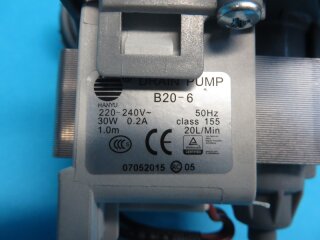 DRAIN PUMP
HANYU
B20-6
220-240V~ 50Hz
30W 0.2A class 155
1.0m 20L/Min
07052015 05